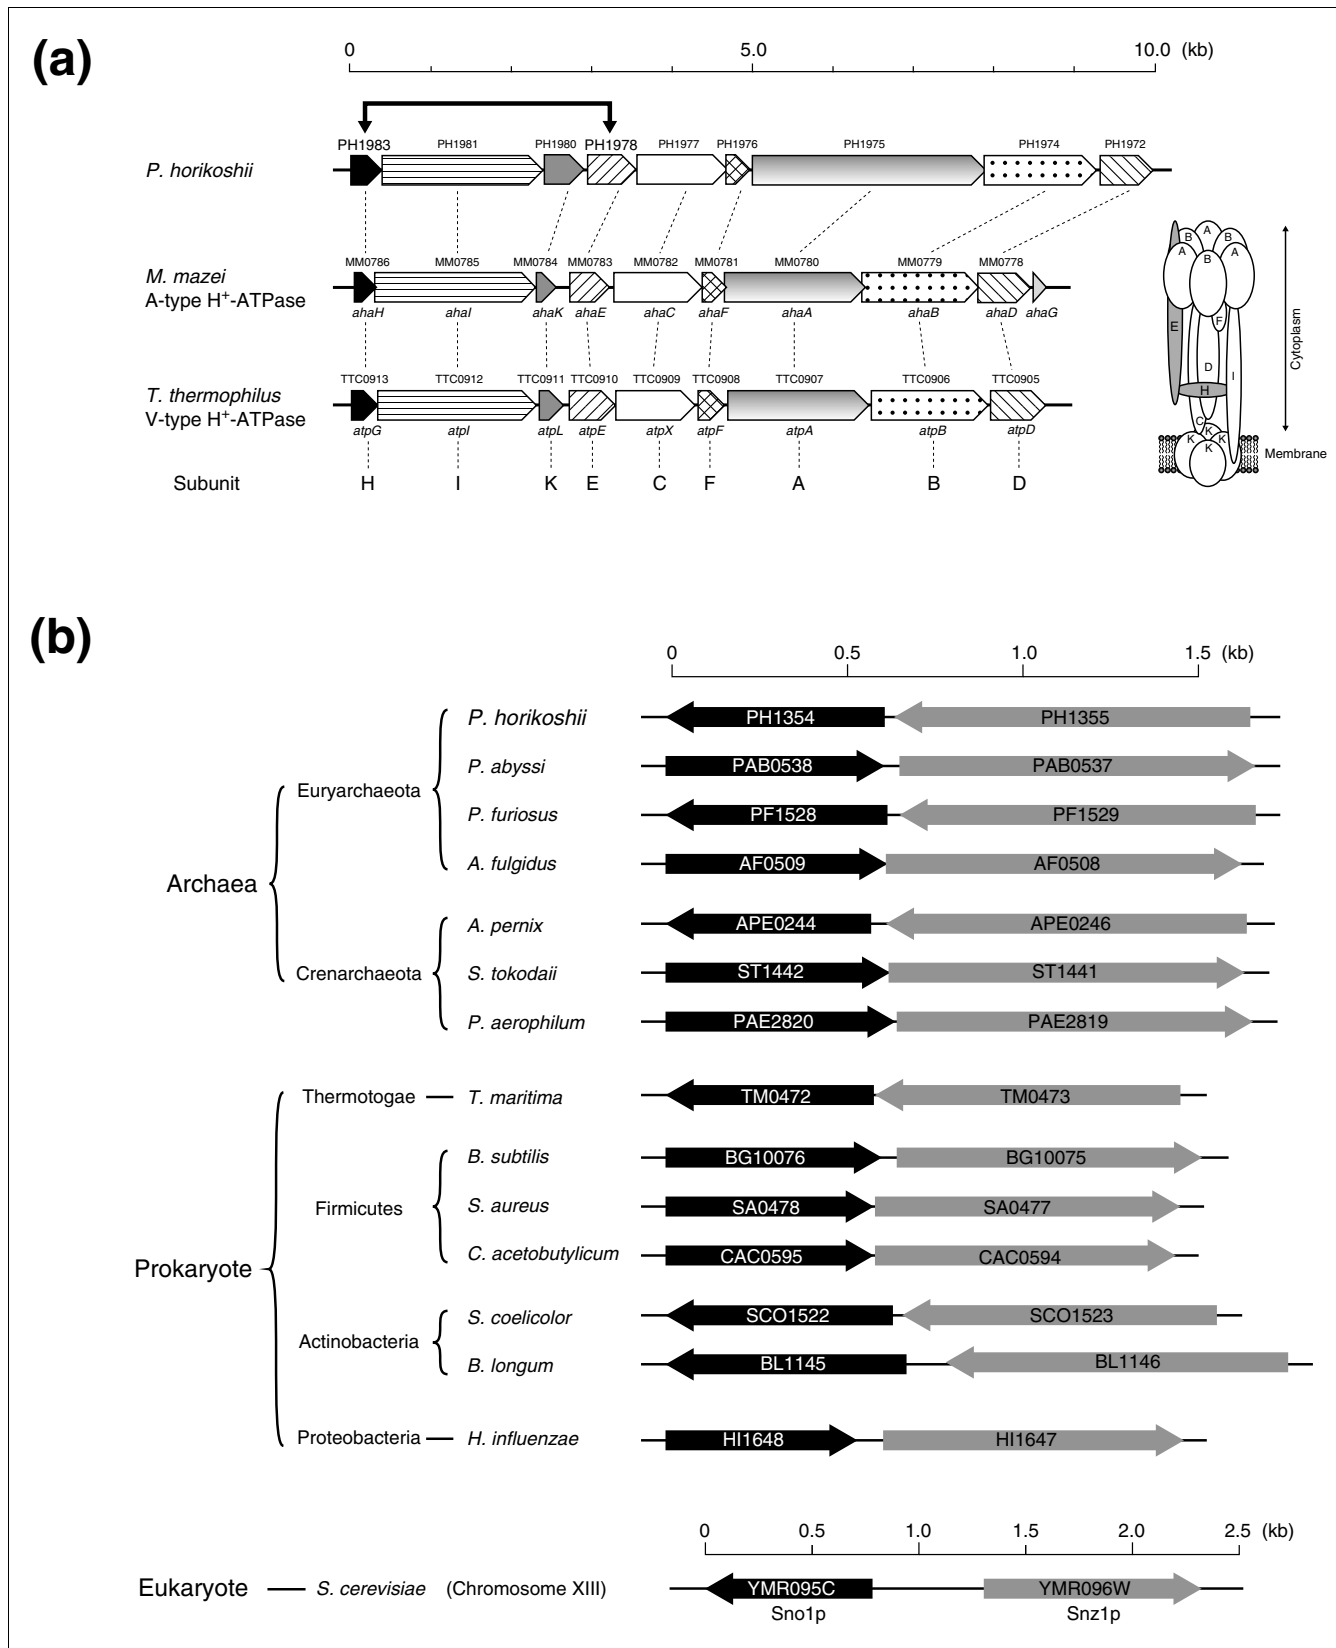 (a)
0 5.0 10.0 (kb)
PH1983 PH1981 PH1980 PH1978 PH1977 PH1976 PH1975 PH1974 PH1972
P. horikoshii
MM0786 MM0785 MM0784 MM0783 MM0782 MM0781 MM0780 MM0779 MM0778
M. mazei
A-type H+-ATPase
ahaH ahaI ahaK ahaE ahaC ahaF ahaA ahaB ahaD ahaG
TTC0913 TTC0912 TTC0911 TTC0910 TTC0909 TTC0908 TTC0907 TTC0906 TTC0905
T. thermophilus
V-type H+-ATPase
atpG atpI atpL atpE atpX atpF atpA atpB atpD
Subunit H I K E C F A B D
A
B B
A B A
F
E
D
I
H
C
K
K K
K
Cytoplasm
Membrane
(b)
0 0.5 1.0 1.5 (kb)
Archaea
Euryarchaeota
P. horikoshii PH1354 PH1355
P. abyssi PAB0538 PAB0537
P. furiosus PF1528 PF1529
A. fulgidus AF0509 AF0508
Crenarchaeota
A. pernix APE0244 APE0246
S. tokodaii ST1442 ST1441
P. aerophilum PAE2820 PAE2819
Prokaryote
Thermotogae T. maritima TM0472 TM0473
Firmicutes
B. subtilis BG10076 BG10075
S. aureus SA0478 SA0477
C. acetobutylicum CAC0595 CAC0594
Actinobacteria
S. coelicolor SCO1522 SCO1523
B. longum BL1145 BL1146
Proteobacteria H. influenzae HI1648 HI1647
0 0.5 1.0 1.5 2.0 2.5 (kb)
Eukaryote S. cerevisiae (Chromosome XIII) YMR095C YMR096W
Sno1p Snz1p